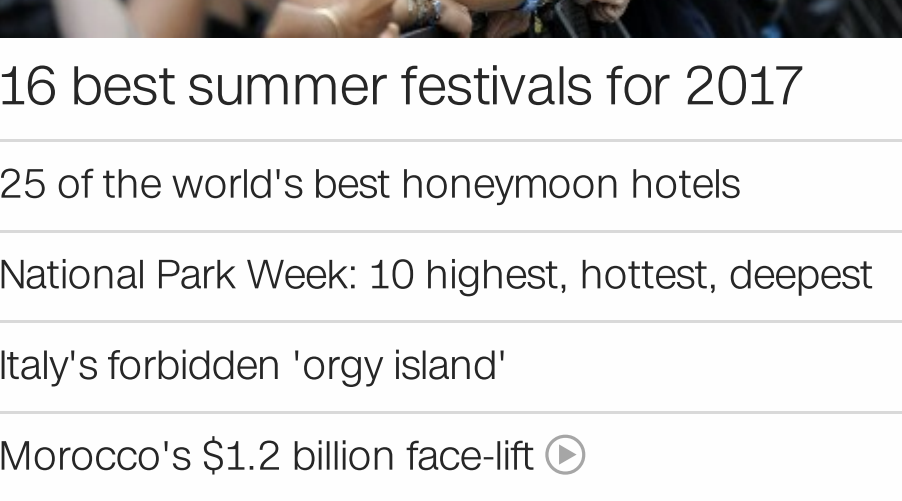 16 best summer festivals for 2017
25 of the world's best honeymoon hotels
National Park Week: 10 highest, hottest, deepest
Italy's forbidden 'orgy island'
Morocco's $1.2 billion face-lift